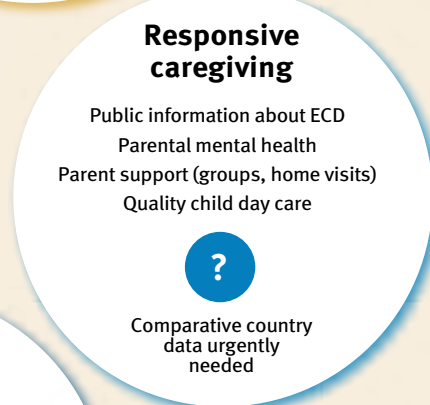 Responsive
caregiving
Public information about ECD
Parental mental health
Parent support (groups, home visits)
Quality child day care
?
Comparative country
data urgently
needed